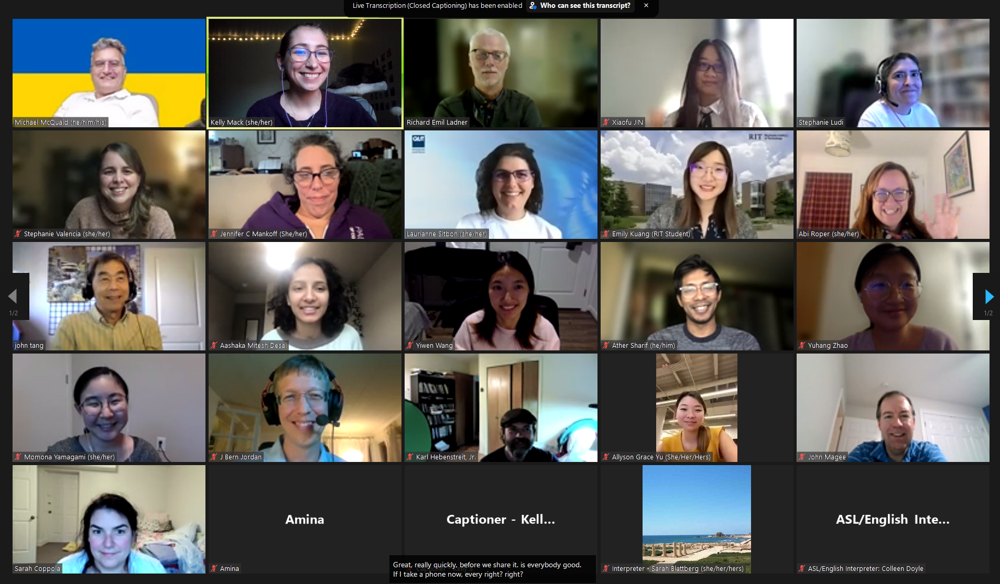 Live Transcription (Closed Captioning) has been enabled
Who can see this transcript?
Michael McQuaid (he/him/his)
Kelly Mack (she/her)
Richard Emil Ladner
Xiaofu JIN
Stephanie Ludi
Stephanie Valencia (she/her)
Jennifer C Mankoff (She/her)
QUT
Laurianne Sitbon (she/her)
RIT
Emily Kuang (RIT Student)
Abi Roper (she/her)
1/2
john tang
Aashaka Mitesh Desai
Yiwen Wang
Ather Sharif (he/him)
Yuhang Zhao
1/2
Momona Yamagami (she/her)
J Bern Jordan
Karl Hebenstreit, Jr.
Allyson Grace Yu (She/Her/Hers)
John Magee
Sarah Coppola
Amina
Amina
Captioner - Kell...
Interpreter - Sarah Blattberg (she/her/hers)
ASL/English Inte...
ASL/English Interpreter: Colleen Doyle
Great, really quickly, before we share it. is everybody good.
If I take a phone now, every right? right?